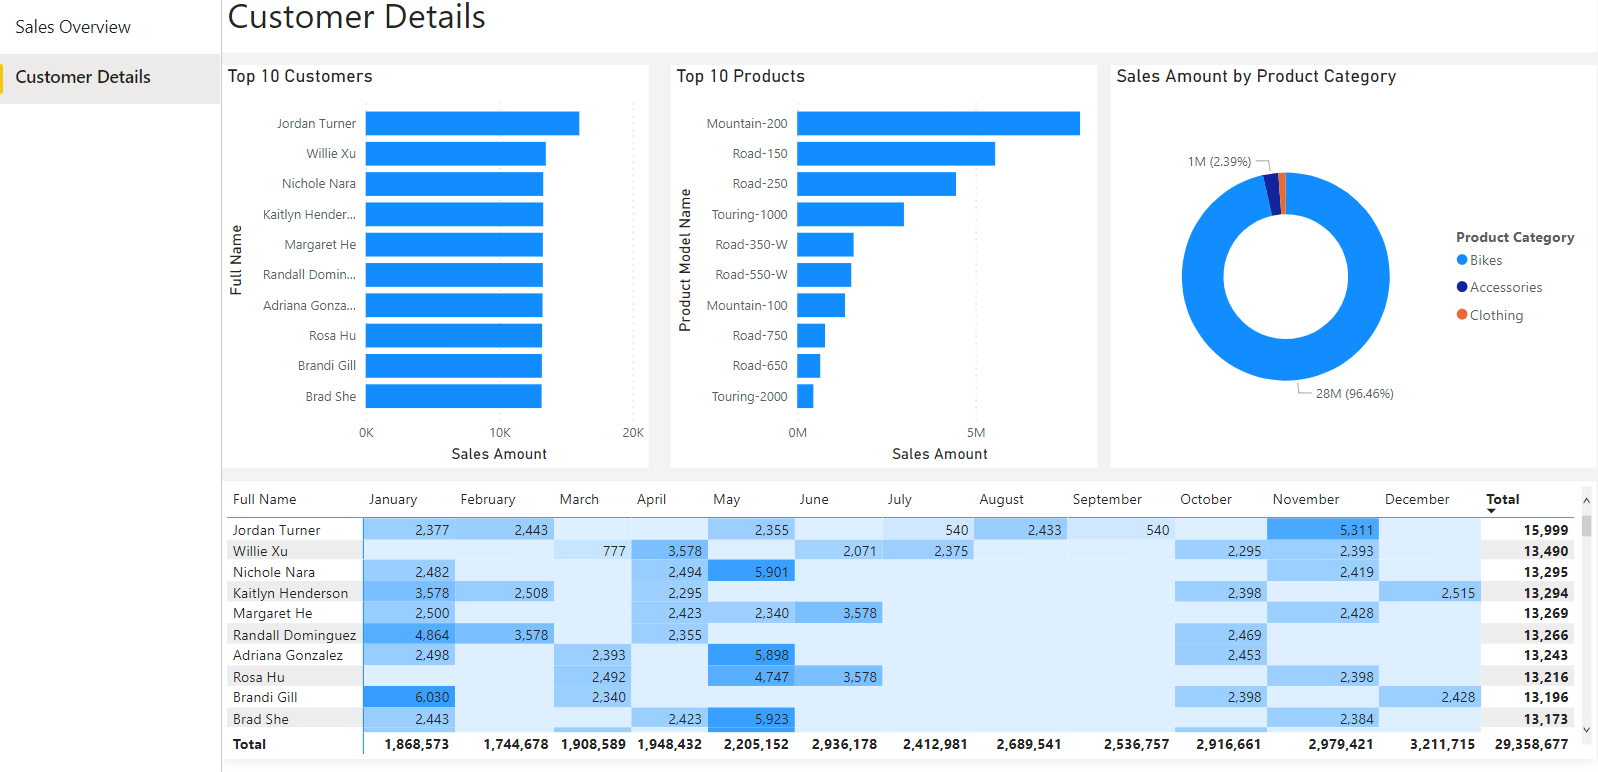 Sales Overview
Customer Details
Customer Details
Top 10 Customers
Full Name
Jordan Turner
Willie Xu
Nichole Nara
Kaitlyn Hender...
Margaret He
Randall Domin...
Adriana Gonza...
Rosa Hu
Brandi Gill
Brad She
0K 10K 20K
Sales Amount
Top 10 Products
Product Model Name
Mountain-200
Road-150
Road-250
Touring-1000
Road-350-W
Road-550-W
Mountain-100
Road-750
Road-650
Touring-2000
0M 5M
Sales Amount
Sales Amount by Product Category
1M (2.39%)
28M (96.46%)
Product Category
Bikes
Accessories
Clothing
Full Name January February March April May June July August September October November December Total
Jordan Turner 2,377 2,443 2,355 540 2,433 540 5,311 15,999
Willie Xu 777 3,578 2,071 2,375 2,295 2,393 13,490
Nichole Nara 2,482 2,494 5,901 2,419 13,295
Kaitlyn Henderson 3,578 2,508 2,295 2,398 2,515 13,294
Margaret He 2,500 2,423 2,340 3,578 2,428 13,269
Randall Dominguez 4,864 3,578 2,355 2,469 13,266
Adriana Gonzalez 2,498 2,393 5,898 2,453 13,243
Rosa Hu 2,492 4,747 3,578 2,398 13,216
Brandi Gill 6,030 2,340 2,398 2,428 13,196
Brad She 2,443 2,423 5,923 2,384 13,173
Total 1,868,573 1,744,678 1,908,589 1,948,432 2,205,152 2,936,178 2,412,981 2,689,541 2,536,757 2,916,661 2,979,421 3,211,715 29,358,677